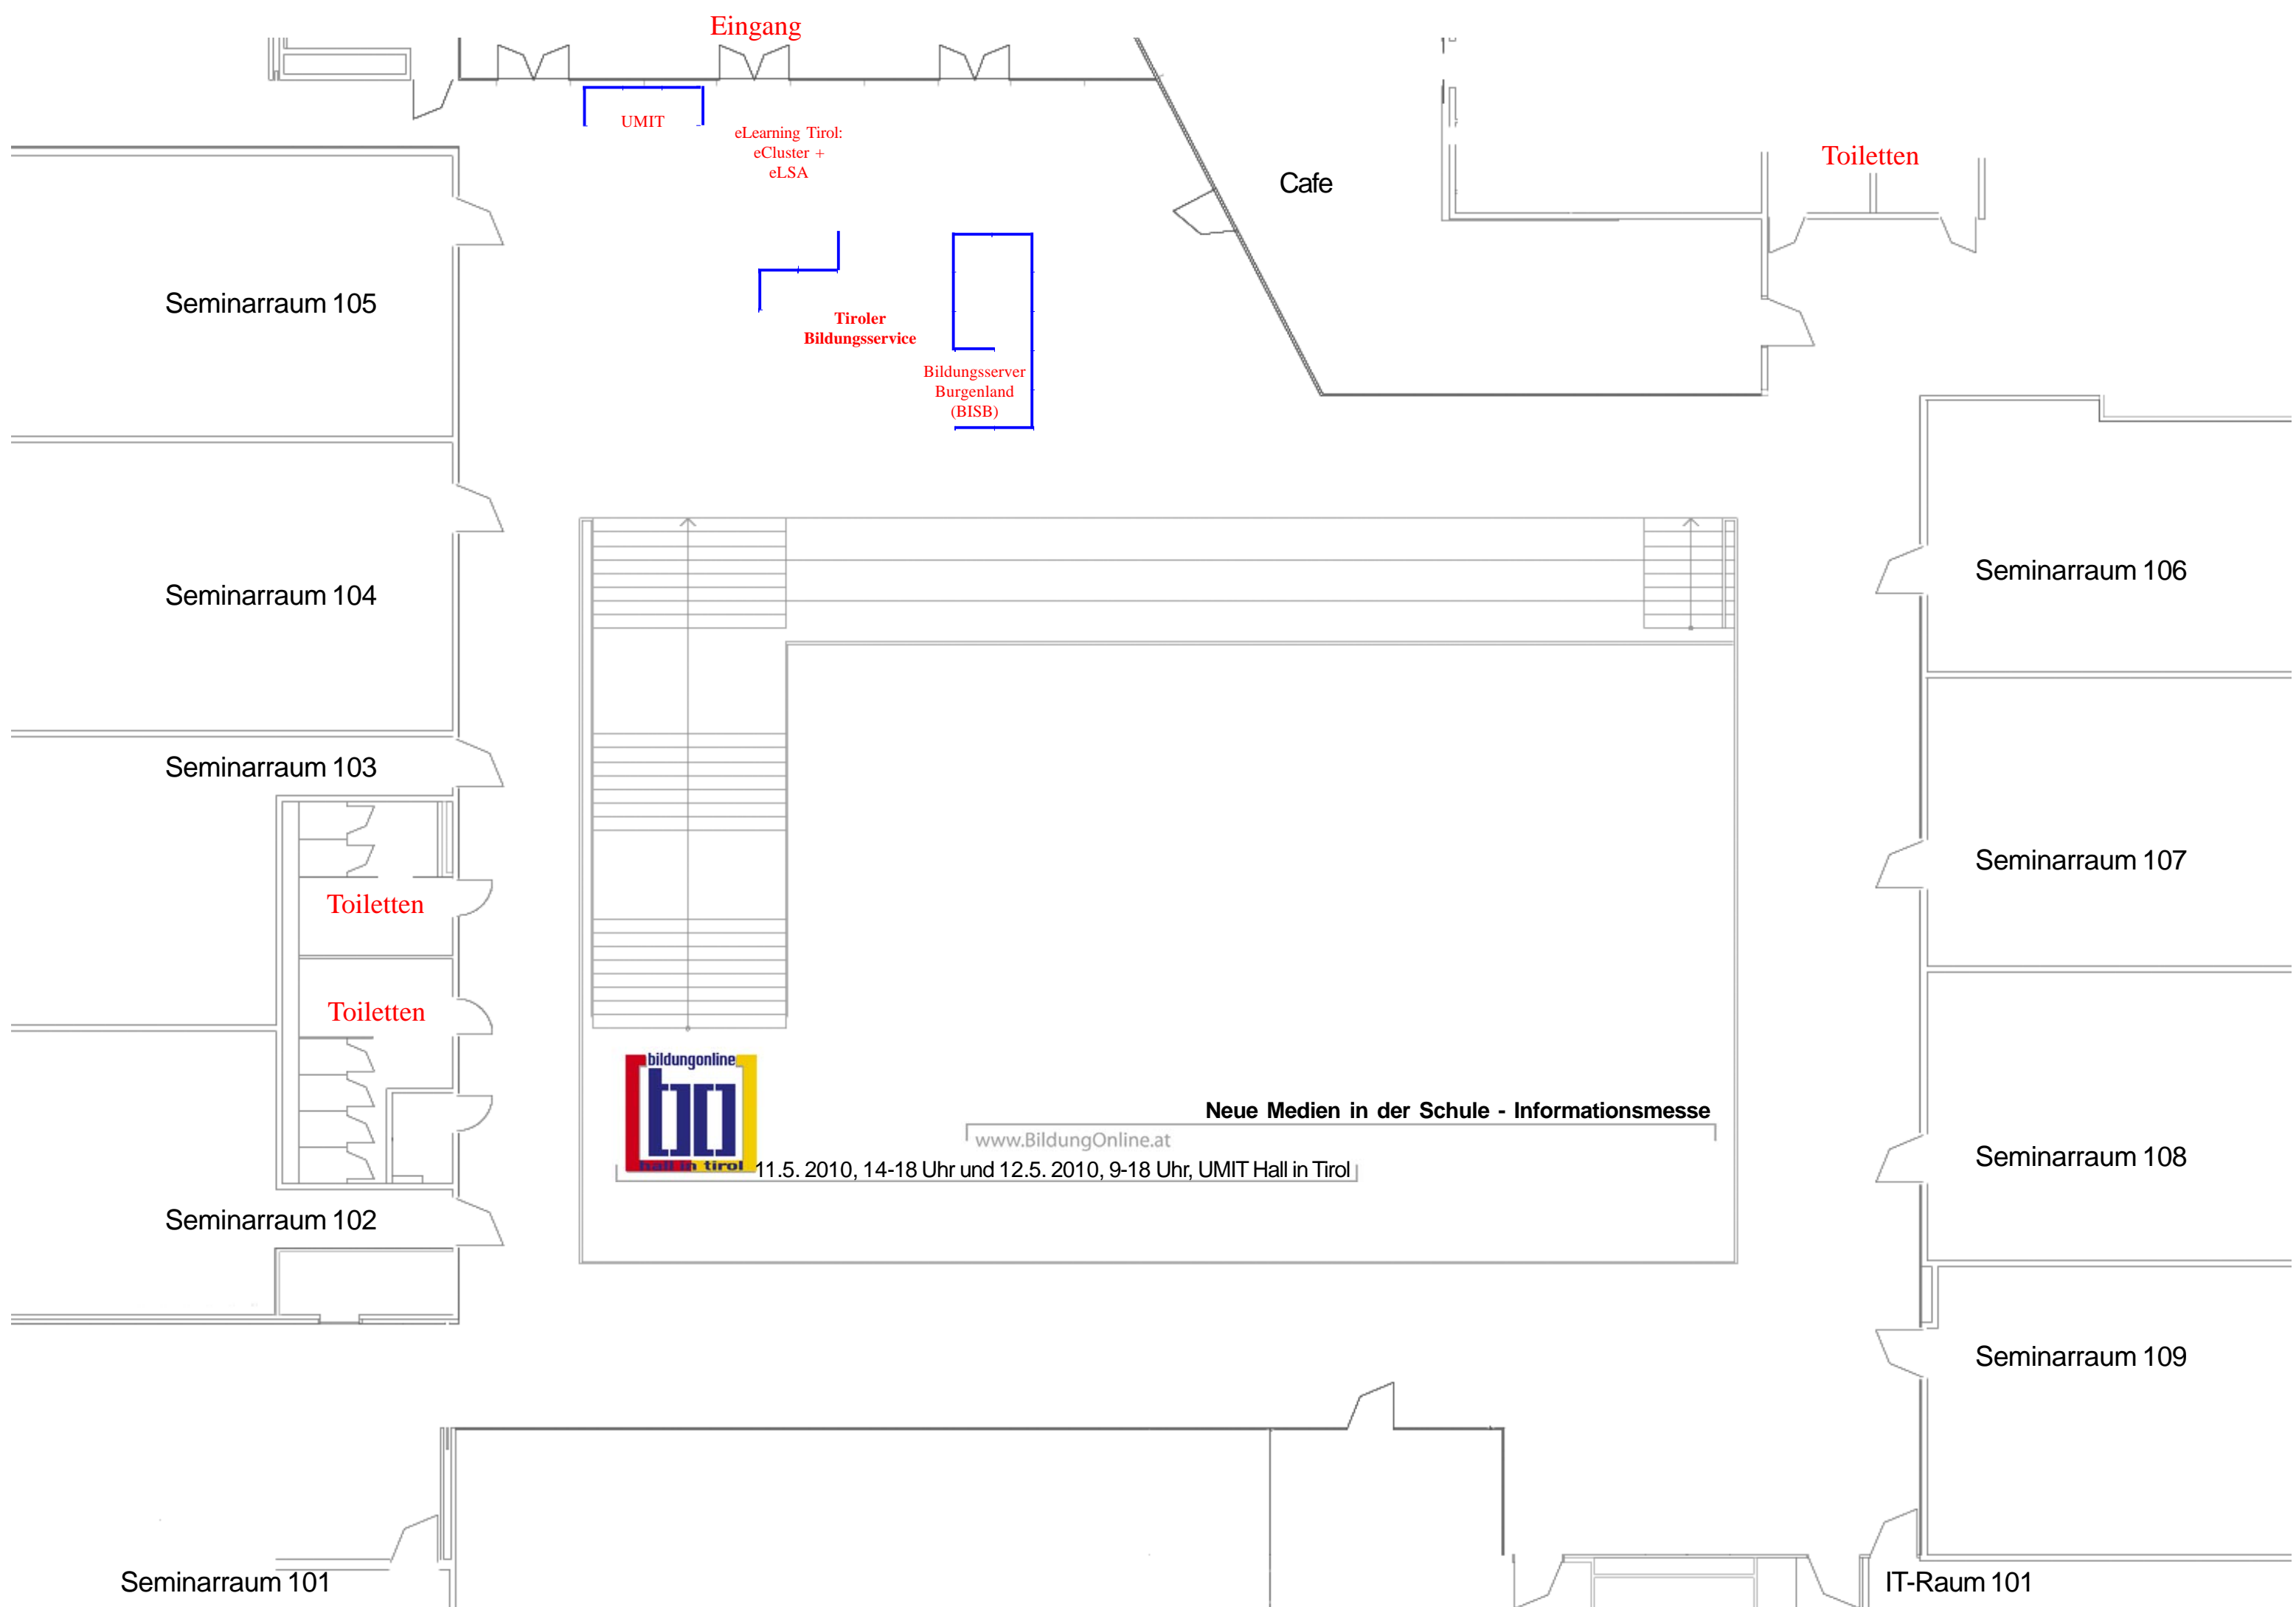 Eingang
UMIT
eLearning Tirol:
eCluster +
eLSA
Cafe
Toiletten
Seminarraum 105
Tiroler
Bildungsservice
Bildungsserver
Burgenland
(BISB)
Seminarraum 104
Seminarraum 106
Seminarraum 103
Seminarraum 107
Toiletten
Toiletten
bildungonline
bo
hall in tirol
Neue Medien in der Schule - Informationsmesse
www.BildungOnline.at
11.5. 2010, 14-18 Uhr und 12.5. 2010, 9-18 Uhr, UMIT Hall in Tirol
Seminarraum 108
Seminarraum 102
Seminarraum 109
Seminarraum 101
IT-Raum 101